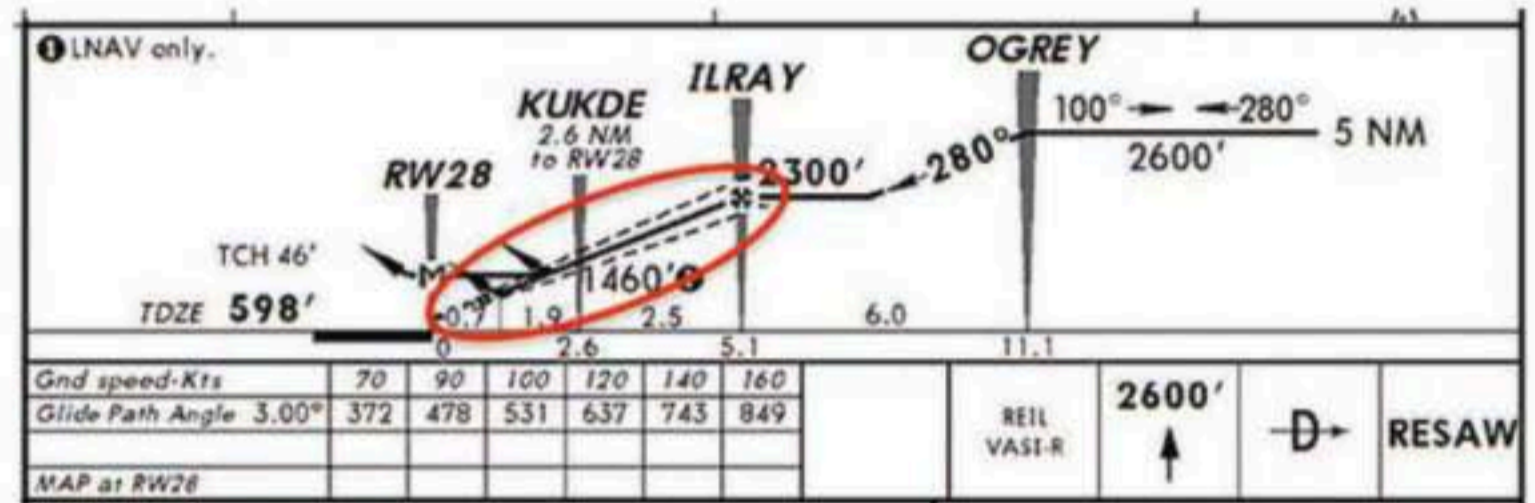 ❶LNAV only.
OGREY
ILRAY
100° 280°
KUKDE
5 NM
2.6 NM
to RW28
280°
2600'
2300'
RW28
TCH 46'
M
1460'❶
TDZE 598'
0.7 1.9 2.5 6.0
0 2.6 5.1 11.1
Gnd speed-Kts 70 90 100 120 140 160
Glide Path Angle 3.00° 372 478 531 637 743 849
MAP at RW28
REIL
VASI-R
2600'
D
RESAW